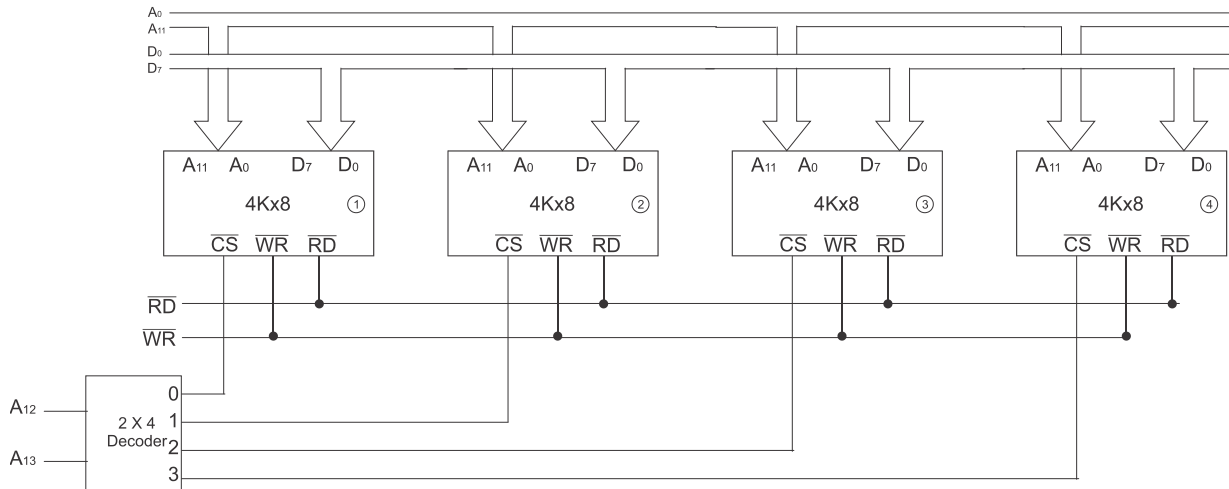 A0
A11
D0
D7
A11 A0 D7 D0 A11 A0 D7 D0 A11 A0 D7 D0 A11 A0 D7 D0
4Kx8 1 4Kx8 2 4Kx8 3 4Kx8 4
CS WR RD CS WR RD CS WR RD CS WR RD
RD
WR
0
A12
1
2 X 4
Decoder
2
A13
3